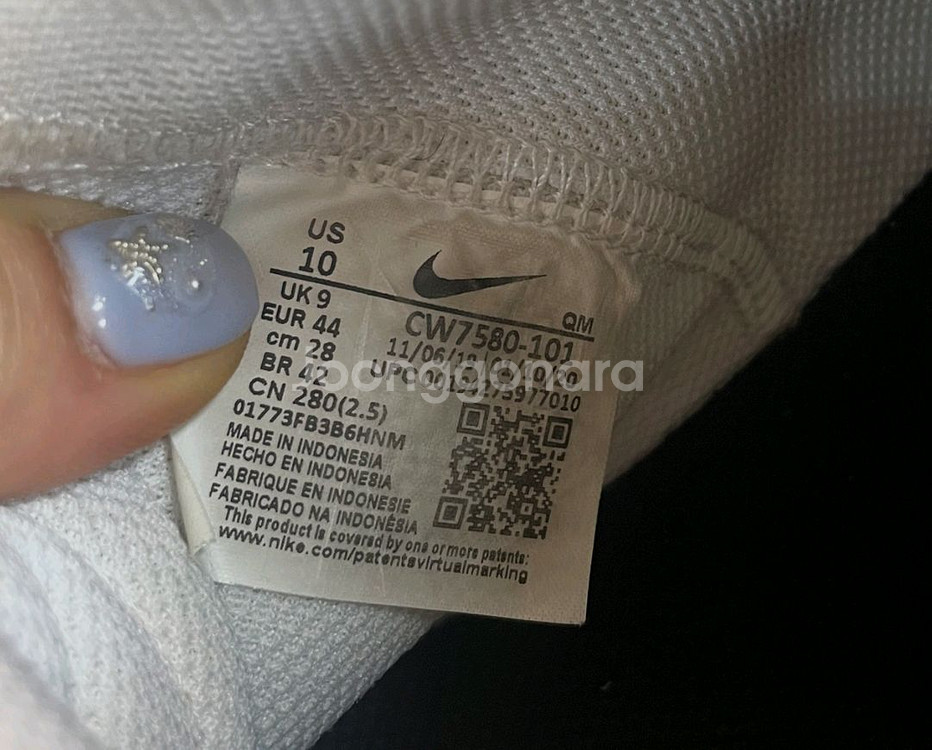 US
10
UK 9
EUR 44
cm 28
BR 42
CN 280(2.5)
01773FB3B6HNM
MADE IN INDONESIA
HECHO EN INDONESIA
FABRIQUE EN INDONESIE
FABRICADO NA INDONÉSIA
This product is covered by one or more patents:
www.nike.com/patentsvirtualmarking
QM
CW7580-101
joonggonara